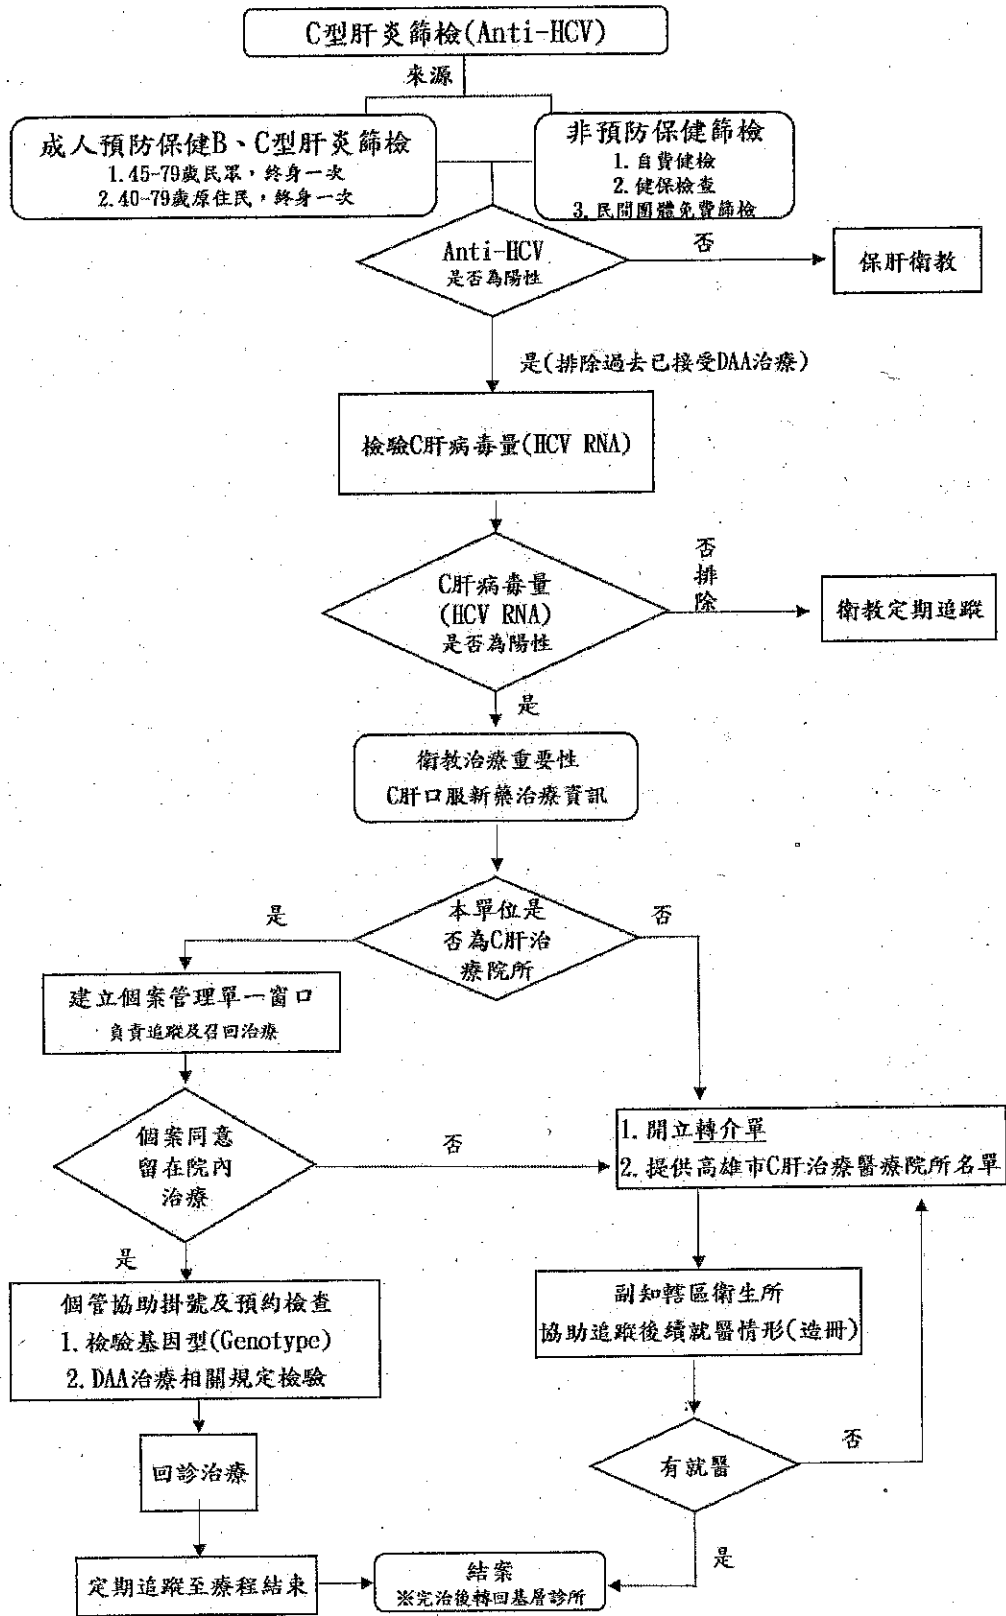 C型肝炎篩檢(Anti-HCV)
來源
成人預防保健B、C型肝炎篩檢
1.45-79歲民眾，終身一次
2.40-79歲原住民，終身一次
非預防保健篩檢
1. 自費健檢
2. 健保檢查
3. 民間團體免費篩檢
Anti-HCV
是否為陽性
否
保肝衛教
是(排除過去已接受DAA治療)
檢驗C肝病毒量(HCV RNA)
C肝病毒量
(HCV RNA)
是否為陽性
否
排
除
衛教定期追蹤
是
衛教治療重要性
C肝口服新藥治療資訊
本單位是
否為C肝治
療院所
是
否
建立個案管理單一窗口
負責追蹤及召回治療
個案同意
留在院內
治療
否
1. 開立轉介單
2. 提供高雄市C肝治療醫療院所名單
是
個管協助掛號及預約檢查
1. 檢驗基因型(Genotype)
2. DAA治療相關規定檢驗
副知轄區衛生所
協助追蹤後續就醫情形(造冊)
回診治療
有就醫
否
是
定期追蹤至療程結束
結案
※完治後轉回基層診所